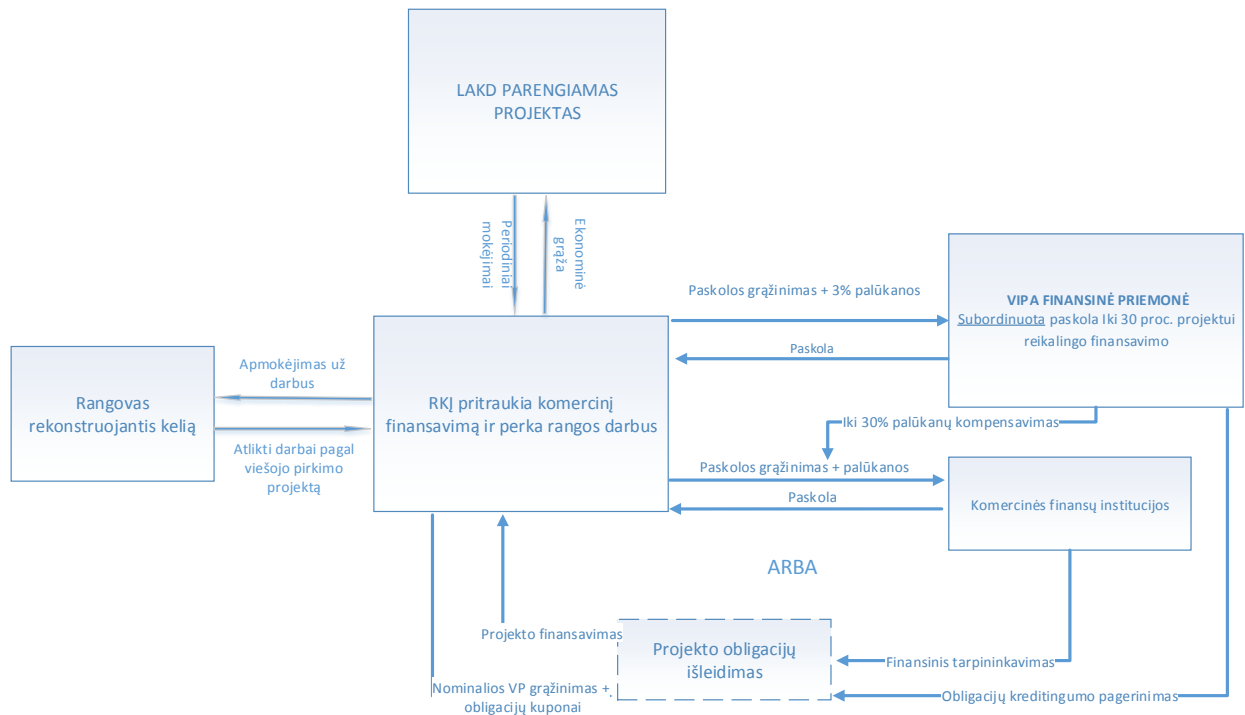 LAKD PARENGIAMAS
PROJEKTAS
Periodiniai
mokėjimai
Ekonominė
grąža
Paskolos grąžinimas + 3% palūkanos
VIPA FINANSINĖ PRIEMONĖ
Subordinuota paskola Iki 30 proc. projektui
reikalingo finansavimo
Paskola
Apmokėjimas už
darbus
Rangovas
rekonstruojantis kelią
RKĮ pritraukia komercinį
finansavimą ir perka rangos darbus
Iki 30% palūkanų kompensavimas
Atlikti darbai pagal
viešojo pirkimo
projektą
Paskolos grąžinimas + palūkanos
Paskola
Komercinės finansų institucijos
ARBA
Projekto finansavimas
Projekto obligacijų
išleidimas
Finansinis tarpininkavimas
Nominalios VP grąžinimas +
obligacijų kuponai
Obligacijų kreditingumo pagerinimas